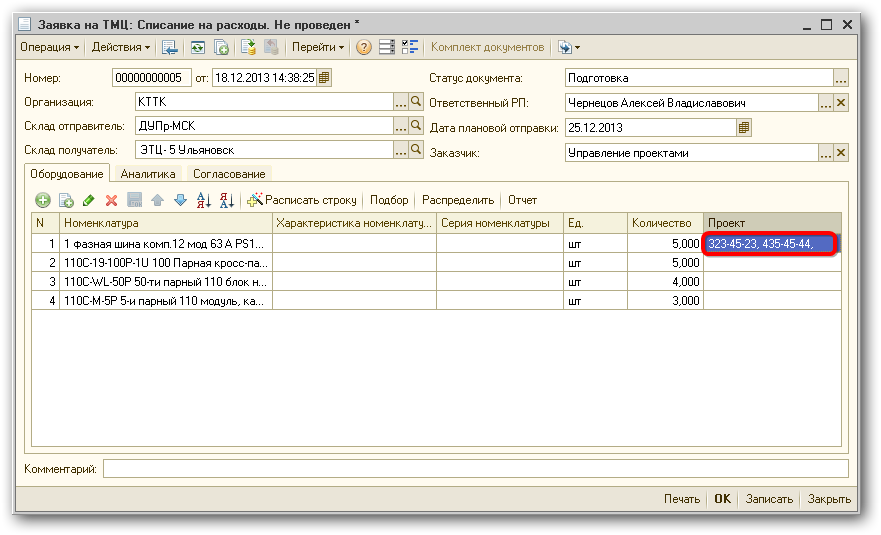 Заявка на ТМЦ: Списание на расходы. Не проведен *
Операция Действия Перейти Комплект документов
Номер: 00000000005 от: 18.12.2013 14:38:25 Статус документа: Подготовка
Организация: КТТК Ответственный РП: Чернецов Алексей Владиславович
Склад отправитель: ДУПр-МСК Дата плановой отправки: 25.12.2013
Склад получатель: ЭТЦ- 5 Ульяновск Заказчик: Управление проектами
Оборудование Аналитика Согласование
Расписать строку Подбор Распределить Отчет
N Номенклатура Характеристика номенклату... Серия номенклатуры Ед. Количество Проект
1 1 фазная шина комп.12 мод 63 А PS1... шт 5,000 323-45-23, 435-45-44,
2 110C-19-100P-1U 100 Парная кросс-па... шт 5,000
3 110C-WL-50P 50-ти парный 110 блок н... шт 4,000
4 110C-M-5P 5-и парный 110 модуль, ка... шт 3,000
Комментарий:
Печать OK Записать Закрыть